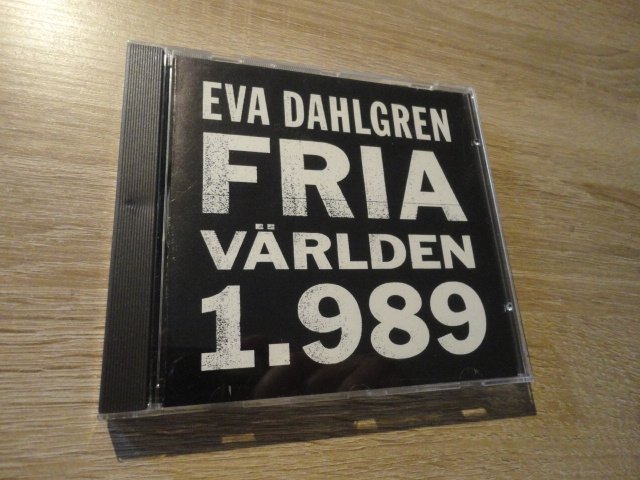 EVA DAHLGREN
FRIA
VÄRLDEN
1.989